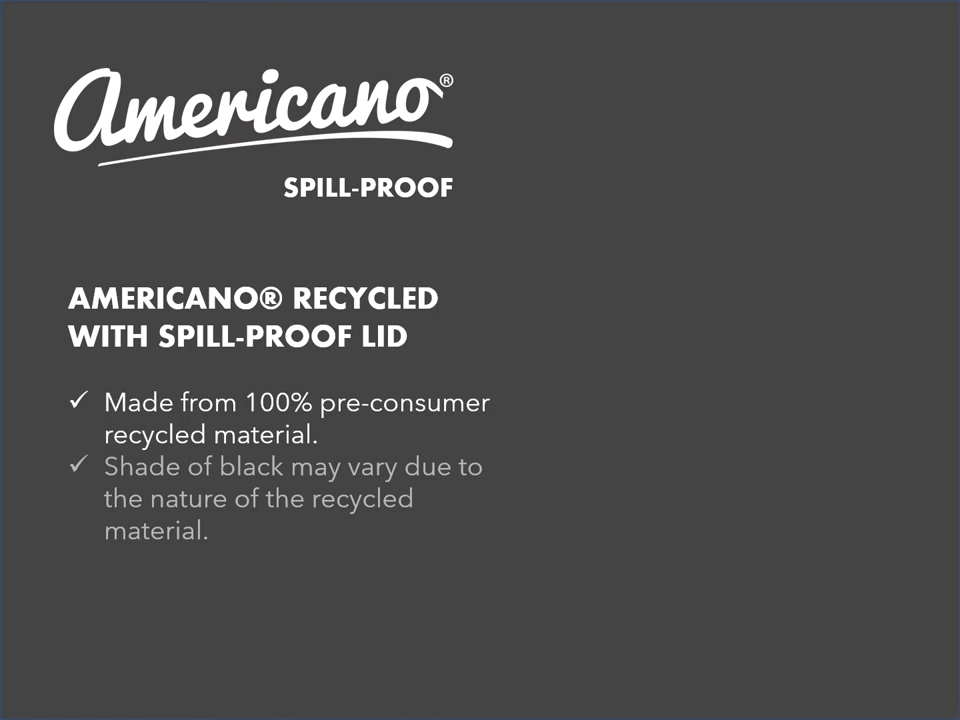 Americano®
SPILL-PROOF
AMERICANO® RECYCLED
WITH SPILL-PROOF LID
✓ Made from 100% pre-consumer
recycled material.
✓ Shade of black may vary due to
the nature of the recycled
material.